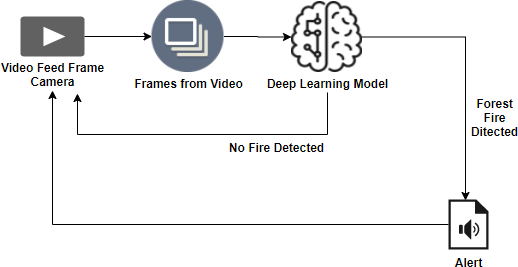 Video Feed Frame
Camera
Frames from Video
Deep Learning Model
Forest
Fire
Ditected
No Fire Detected
Alert